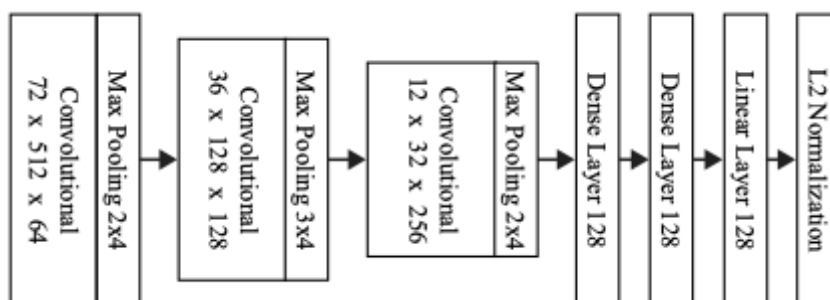 Convolutional
72 x 512 x 64
Max Pooling 2x4
Convolutional
36 x 128 x 128
Max Pooling 3x4
Convolutional
12 x 32 x 256
Max Pooling 2x4
Dense Layer 128
Dense Layer 128
Linear Layer 128
L2 Normalization